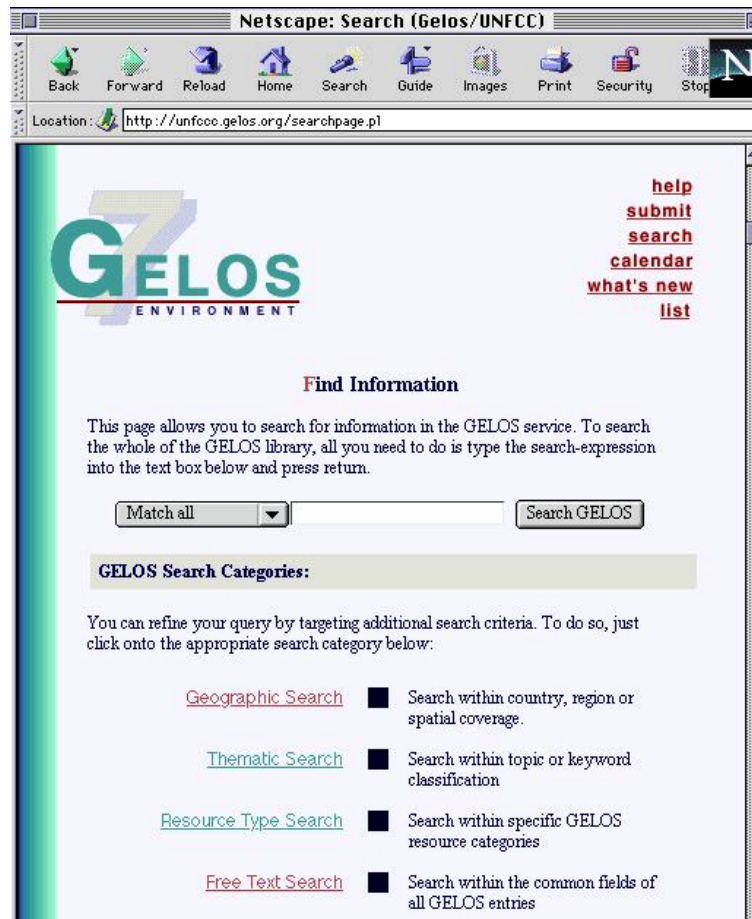 Netscape: Search (Gelos/UNFCC)
Back Forward Reload Home Search Guide Images Print Security Stop N
Location: http://unfccc.gelos.org/searchpage.pl
help
submit
search
calendar
what's new
list
7
GELOS
ENVIRONMENT
Find Information
This page allows you to search for information in the GELOS service. To search
the whole of the GELOS library, all you need to do is type the search-expression
into the text box below and press return.
Match all Search GELOS
GELOS Search Categories:
You can refine your query by targeting additional search criteria. To do so, just
click onto the appropriate search category below:
Geographic Search Search within country, region or
spatial coverage.
Thematic Search Search within topic or keyword
classification
Resource Type Search Search within specific GELOS
resource categories
Free Text Search Search within the common fields of
all GELOS entries